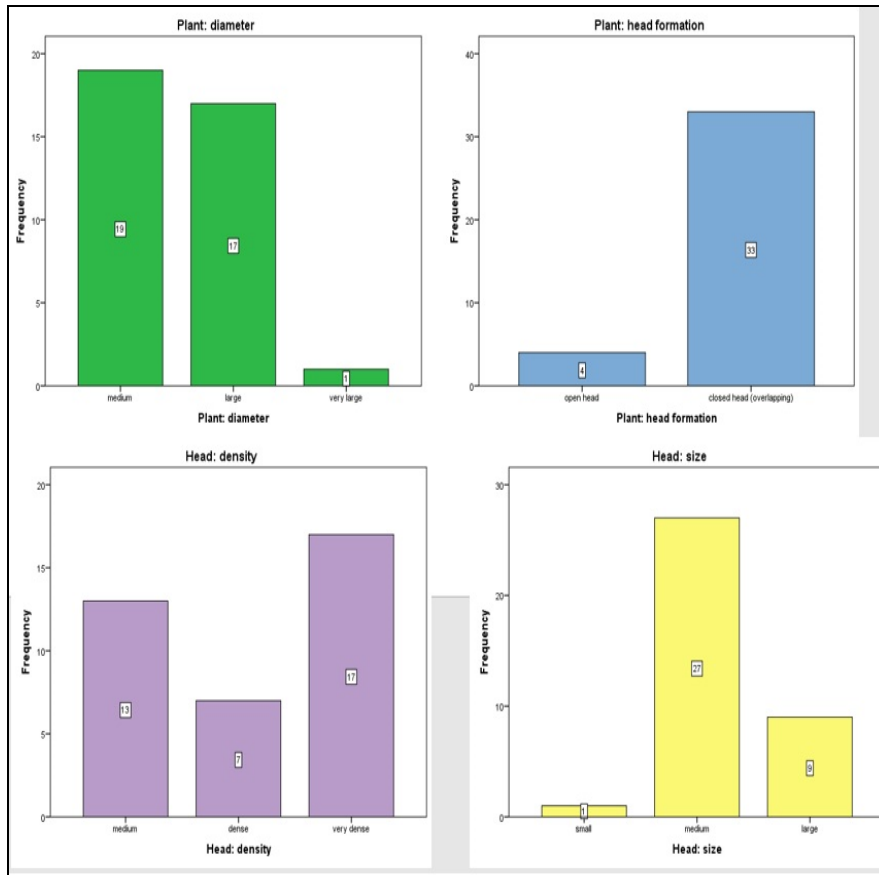 Plant: diameter
Frequency
20
15
10
5
0
19
17
1
medium large very large
Plant: diameter
Plant: head formation
Frequency
40
30
20
10
0
4
33
open head closed head (overlapping)
Plant: head formation
Head: density
Frequency
20
15
10
5
0
13
7
17
medium dense very dense
Head: density
Head: size
Frequency
30
20
10
0
1
27
9
small medium large
Head: size